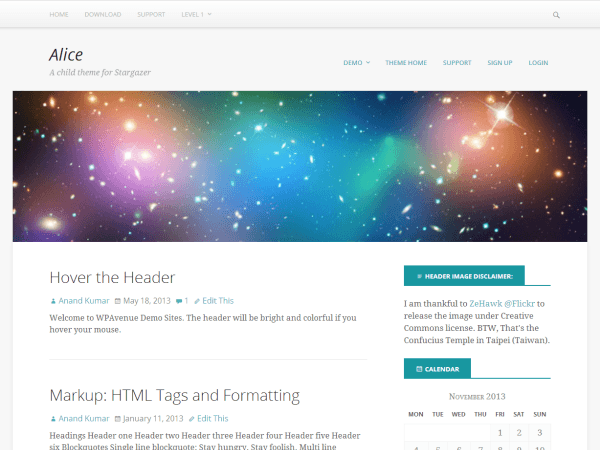 HOME DOWNLOAD SUPPORT LEVEL 1
Alice
A child theme for Stargazer
DEMO THEME HOME SUPPORT SIGN UP LOGIN
Hover the Header
Anand Kumar May 18, 2013 1 Edit This
Welcome to WPAvenue Demo Sites. The header will be bright and colorful if you
hover your mouse.
Markup: HTML Tags and Formatting
Anand Kumar January 11, 2013 Edit This
Headings Header one Header two Header three Header four Header five Header
six Blockquotes Single line blockquote: Stay hungry. Stay foolish. Multi line
HEADER IMAGE DISCLAIMER:
I am thankful to ZeHawk @Flickr to
release the image under Creative
Commons license. BTW, That's the
Confucius Temple in Taipei (Taiwan).
CALENDAR
November 2013
MON TUE WED THU FRI SAT SUN
1 2 3
8 9 10